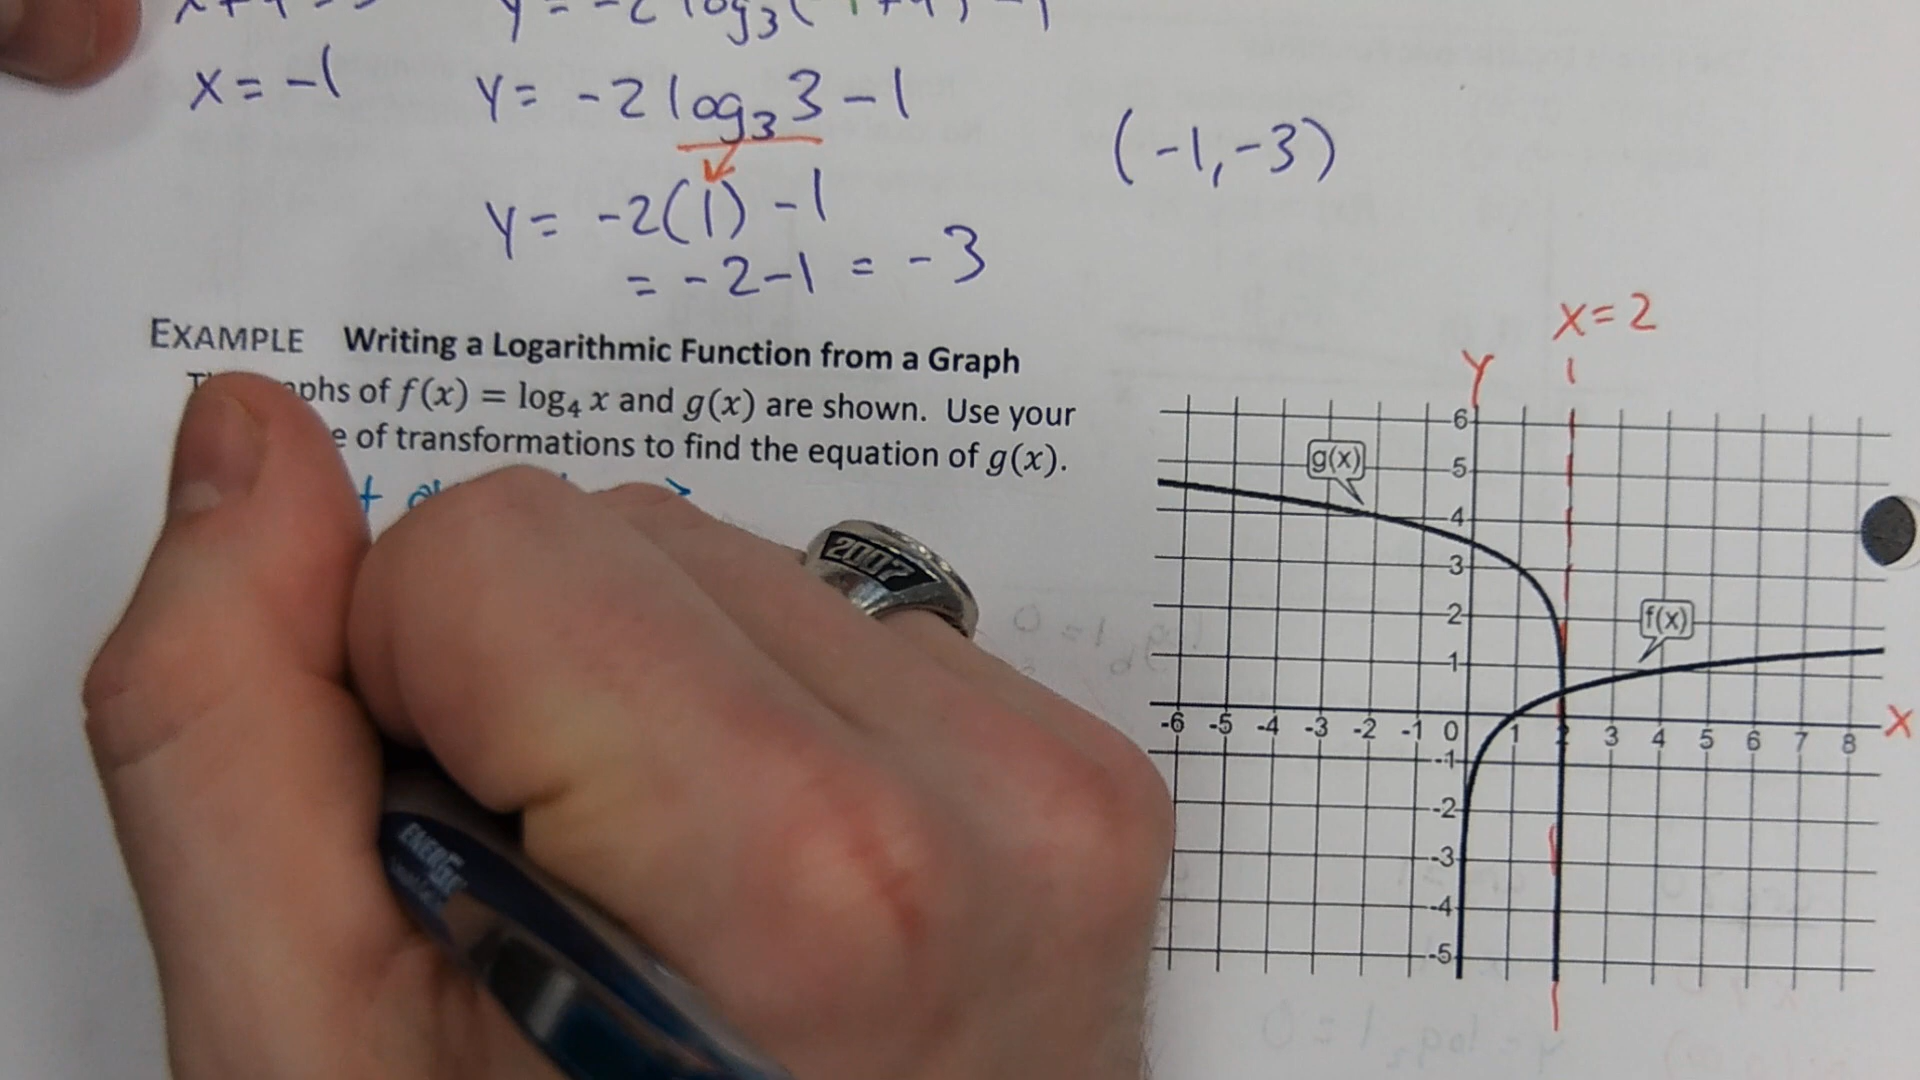 y = -2 log₃(
x = -1 y = -2 log₃ 3 - 1
(-1, -3)
y = -2(1) - 1
= -2 - 1 = -3
EXAMPLE Writing a Logarithmic Function from a Graph
phs of f(x) = log₄ x and g(x) are shown. Use your
e of transformations to find the equation of g(x).
x = 2
Y
6
g(x)
5
4
3
2
f(x)
1
-6 -5 -4 -3 -2 -1 0 1 2 3 4 5 6 7 8 X
-1
-2
-3
-4
-5
2007